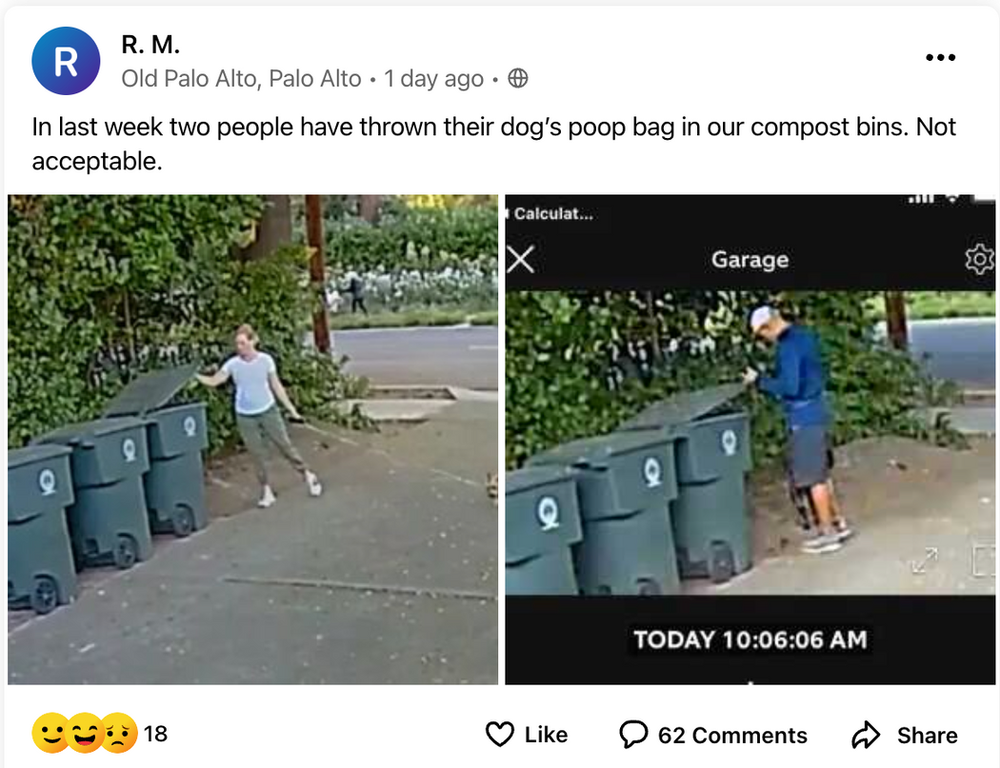 R
R. M.
Old Palo Alto, Palo Alto • 1 day ago •
In last week two people have thrown their dog’s poop bag in our compost bins. Not
acceptable.
Calculat...
Garage
TODAY 10:06:06 AM
18
Like
62 Comments
Share